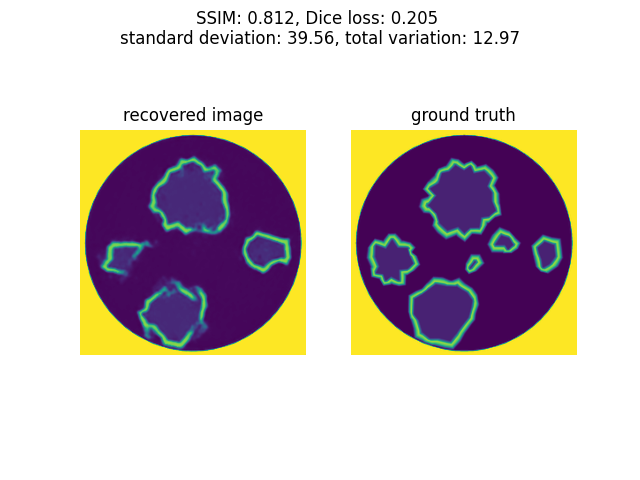 SSIM: 0.812, Dice loss: 0.205
standard deviation: 39.56, total variation: 12.97
recovered image
ground truth